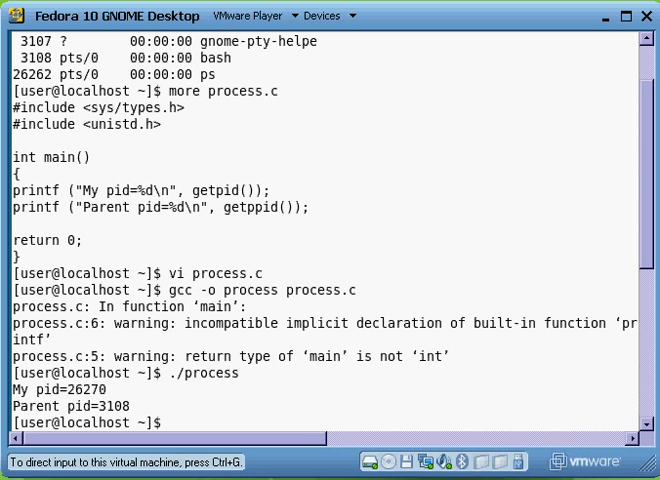 Fedora 10 GNOME Desktop VMware Player Devices
3107 ? 00:00:00 gnome-pty-helpe
3108 pts/0 00:00:00 bash
26262 pts/0 00:00:00 ps
[user@localhost ~]$ more process.c
#include <sys/types.h>
#include <unistd.h>
int main()
{
printf ("My pid=%d\n", getpid());
printf ("Parent pid=%d\n", getppid());
return 0;
}
[user@localhost ~]$ vi process.c
[user@localhost ~]$ gcc -o process process.c
process.c: In function ‘main’:
process.c:6: warning: incompatible implicit declaration of built-in function ‘pr
intf’
process.c:5: warning: return type of ‘main’ is not ‘int’
[user@localhost ~]$ ./process
My pid=26270
Parent pid=3108
[user@localhost ~]$
To direct input to this virtual machine, press Ctrl+G.
vmware